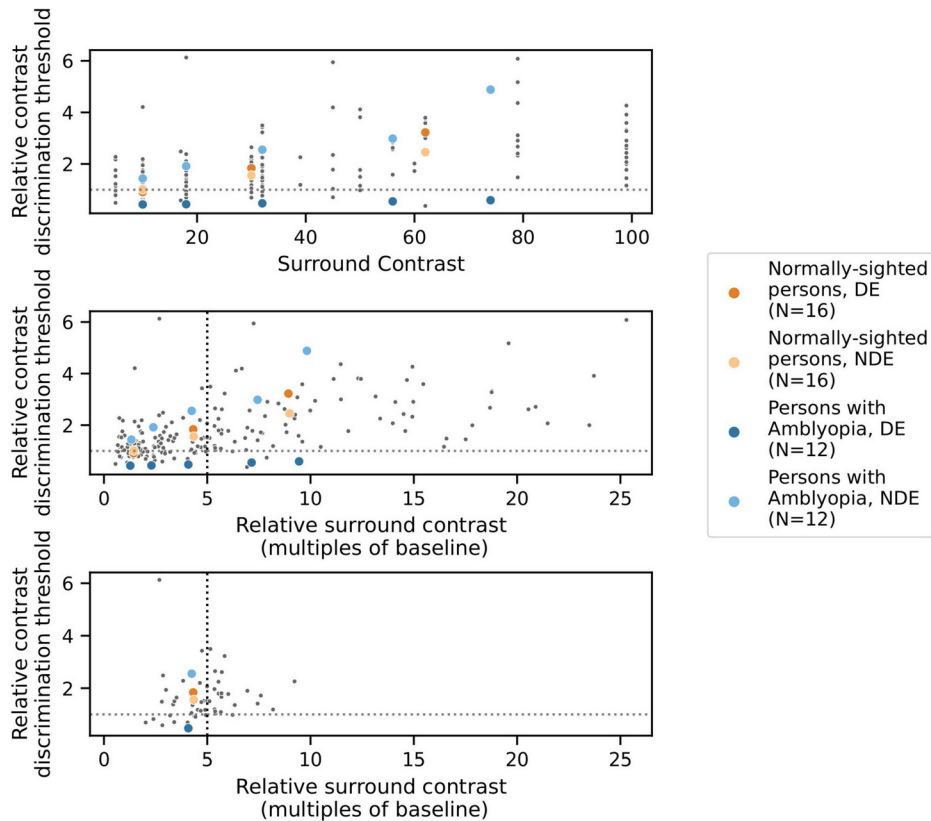 Relative contrast
discrimination threshold
6
4
2
20
40
60
80
100
Surround Contrast
Relative contrast
discrimination threshold
6
4
2
0
5
10
15
20
25
Relative surround contrast
(multiples of baseline)
Relative contrast
discrimination threshold
6
4
2
0
5
10
15
20
25
Relative surround contrast
(multiples of baseline)
Normally-sighted
persons, DE
(N=16)
Normally-sighted
persons, NDE
(N=16)
Persons with
Amblyopia, DE
(N=12)
Persons with
Amblyopia, NDE
(N=12)